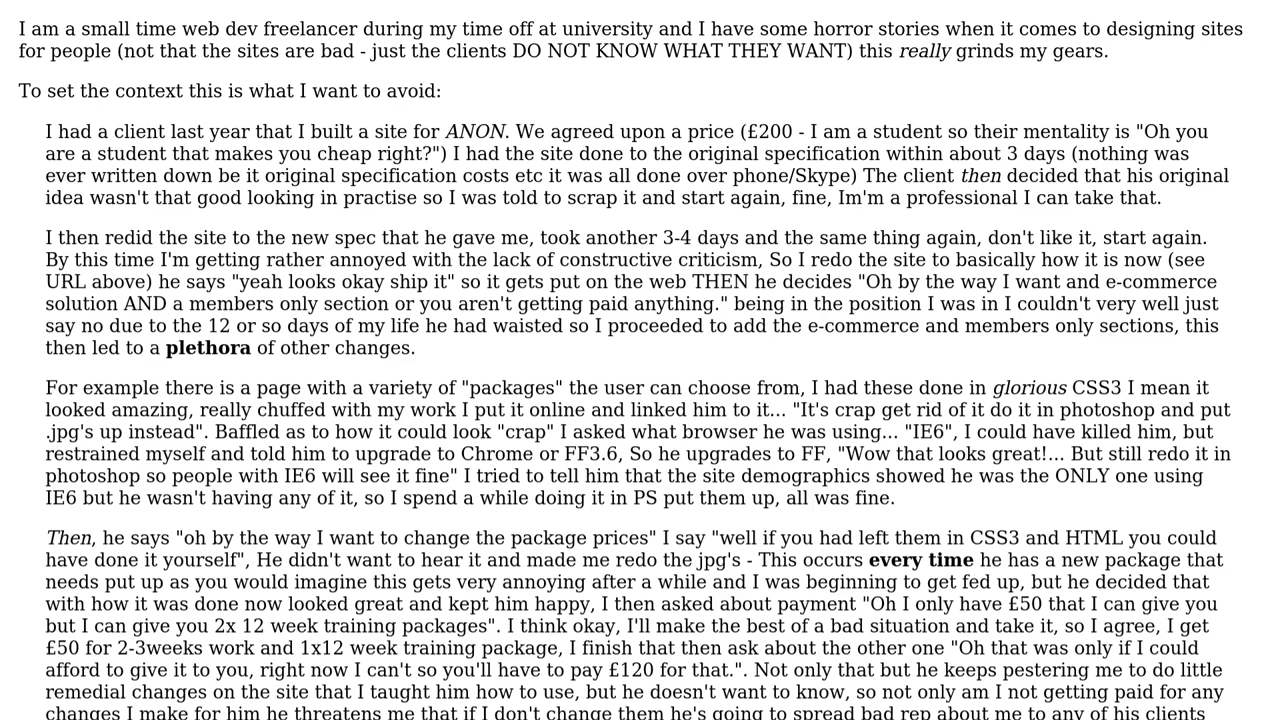 I am a small time web dev freelancer during my time off at university and I have some horror stories when it comes to designing sites
for people (not that the sites are bad - just the clients DO NOT KNOW WHAT THEY WANT) this really grinds my gears.
To set the context this is what I want to avoid:
I had a client last year that I built a site for ANON. We agreed upon a price (£200 - I am a student so their mentality is "Oh you
are a student that makes you cheap right?") I had the site done to the original specification within about 3 days (nothing was
ever written down be it original specification costs etc it was all done over phone/Skype) The client then decided that his original
idea wasn't that good looking in practise so I was told to scrap it and start again, fine, Im'm a professional I can take that.
I then redid the site to the new spec that he gave me, took another 3-4 days and the same thing again, don't like it, start again.
By this time I'm getting rather annoyed with the lack of constructive criticism, So I redo the site to basically how it is now (see
URL above) he says "yeah looks okay ship it" so it gets put on the web THEN he decides "Oh by the way I want and e-commerce
solution AND a members only section or you aren't getting paid anything." being in the position I was in I couldn't very well just
say no due to the 12 or so days of my life he had waisted so I proceeded to add the e-commerce and members only sections, this
then led to a plethora of other changes.
For example there is a page with a variety of "packages" the user can choose from, I had these done in glorious CSS3 I mean it
looked amazing, really chuffed with my work I put it online and linked him to it... "It's crap get rid of it do it in photoshop and put
.jpg's up instead". Baffled as to how it could look "crap" I asked what browser he was using... "IE6", I could have killed him, but
restrained myself and told him to upgrade to Chrome or FF3.6, So he upgrades to FF, "Wow that looks great!... But still redo it in
photoshop so people with IE6 will see it fine" I tried to tell him that the site demographics showed he was the ONLY one using
IE6 but he wasn't having any of it, so I spend a while doing it in PS put them up, all was fine.
Then, he says "oh by the way I want to change the package prices" I say "well if you had left them in CSS3 and HTML you could
have done it yourself", He didn't want to hear it and made me redo the jpg's - This occurs every time he has a new package that
needs put up as you would imagine this gets very annoying after a while and I was beginning to get fed up, but he decided that
with how it was done now looked great and kept him happy, I then asked about payment "Oh I only have £50 that I can give you
but I can give you 2x 12 week training packages". I think okay, I'll make the best of a bad situation and take it, so I agree, I get
£50 for 2-3weeks work and 1x12 week training package, I finish that then ask about the other one "Oh that was only if I could
afford to give it to you, right now I can't so you'll have to pay £120 for that.". Not only that but he keeps pestering me to do little
remedial changes on the site that I taught him how to use, but he doesn't want to know, so not only am I not getting paid for any
changes I make for him he threatens me that if I don't change them he's going to spread bad rep about me to any of his clients